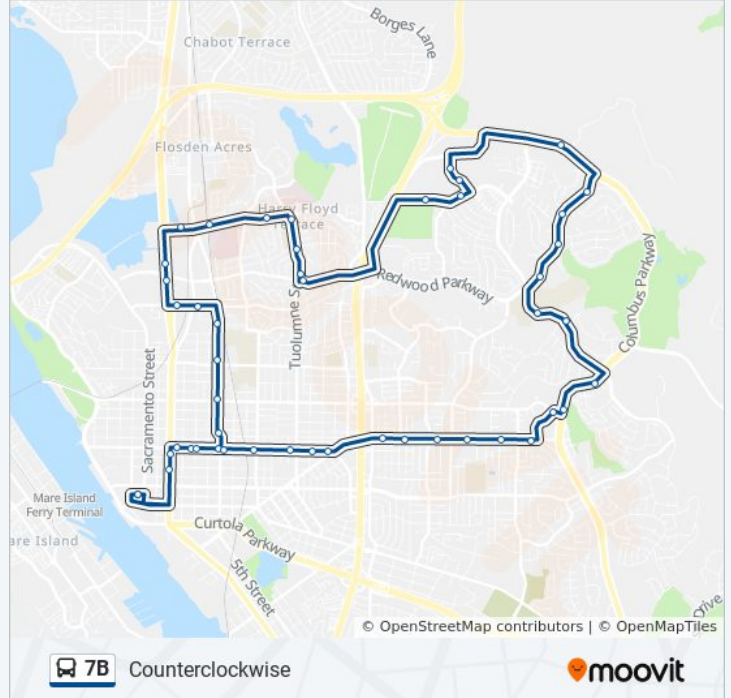 Borges
Lane
Chabot Terrace
Flosden Acres
Harry Floyd
Terrace
Redwood Parkway
Columbus Parkway
Tuolumne S
Sacramento Street
Mare Island
Ferry Terminal
are Island
Curtola
Parkway
5th Street
Drive
© OpenStreetMap contributors | © OpenMapTiles
7B Counterclockwise
moovit